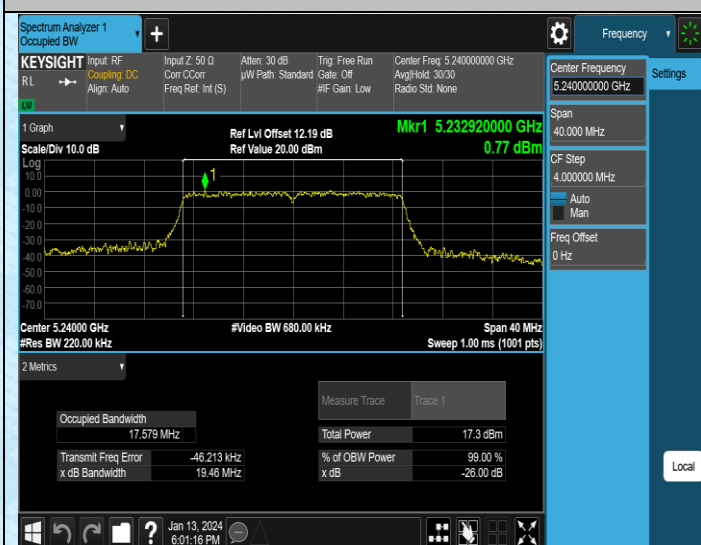 Spectrum Analyzer 1
Occupied BW
Frequency
KEYSIGHT
RL
Input: RF
Coupling: DC
Align: Auto
Input Z: 50 Ω
Corr CCorr
Freq Ref: Int (S)
Atten: 30 dB
µW Path: Standard
Trig: Free Run
Gate: Off
#IF Gain: Low
Center Freq: 5.240000000 GHz
Avg|Hold: 30/30
Radio Std: None
Center Frequency
5.240000000 GHz
Settings
Span
40.000 MHz
CF Step
4.000000 MHz
Auto
Man
Freq Offset
0 Hz
Local
1 Graph
Scale/Div 10.0 dB
Ref Lvl Offset 12.19 dB
Ref Value 20.00 dBm
Mkr1 5.232920000 GHz
0.77 dBm
Log
10.0
0.00
-10.0
-20.0
-30.0
-40.0
-50.0
-60.0
-70.0
1
Center 5.24000 GHz
#Video BW 680.00 kHz
Span 40 MHz
#Res BW 220.00 kHz
Sweep 1.00 ms (1001 pts)
2 Metrics
Measure Trace
Trace 1
Occupied Bandwidth
17.579 MHz
Total Power
17.3 dBm
Transmit Freq Error
-46.213 kHz
% of OBW Power
99.00 %
x dB Bandwidth
19.46 MHz
x dB
-26.00 dB
?
Jan 13, 2024
6:01:16 PM